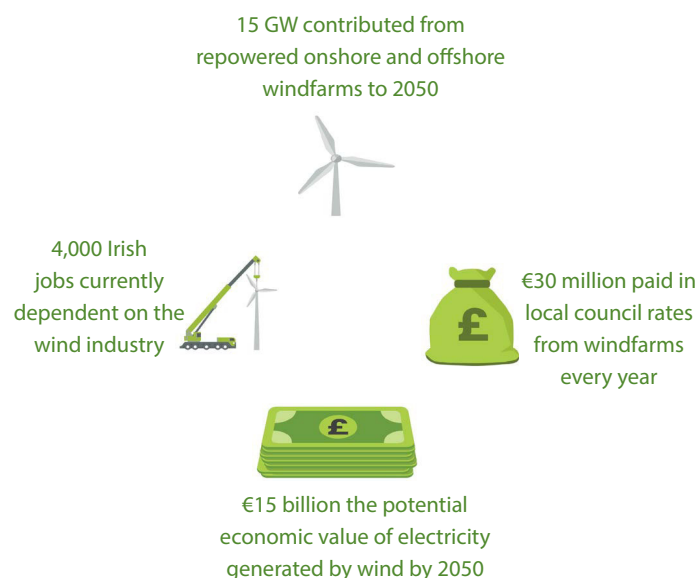 15 GW contributed from
repowered onshore and offshore
windfarms to 2050
4,000 Irish
jobs currently
dependent on the
wind industry
£
€30 million paid in
local council rates
from windfarms
every year
£
€15 billion the potential
economic value of electricity
generated by wind by 2050